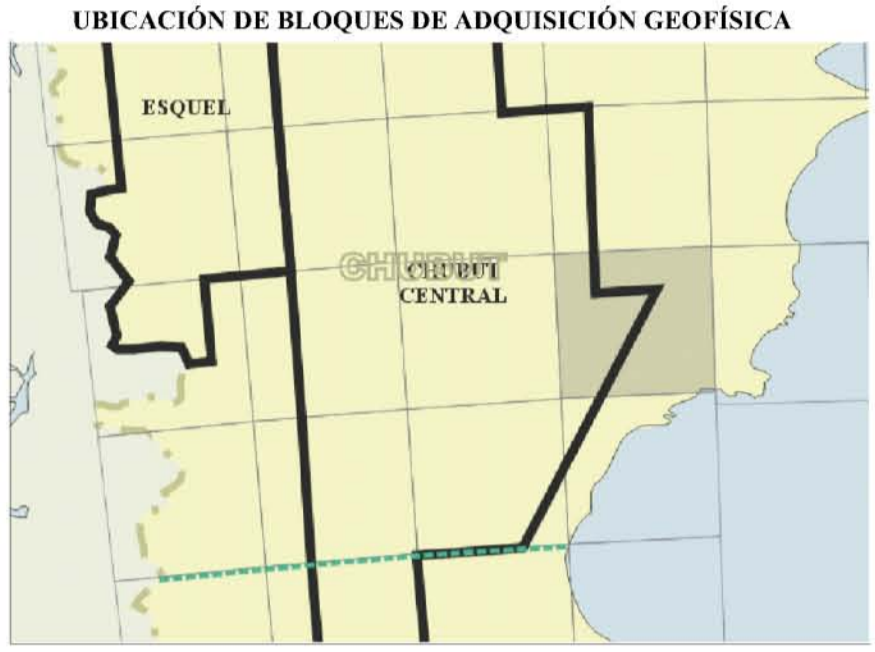 UBICACIÓN DE BLOQUES DE ADQUISICIÓN GEOFÍSICA
ESQUEL
CHUBUT
CHUBUT
CENTRAL